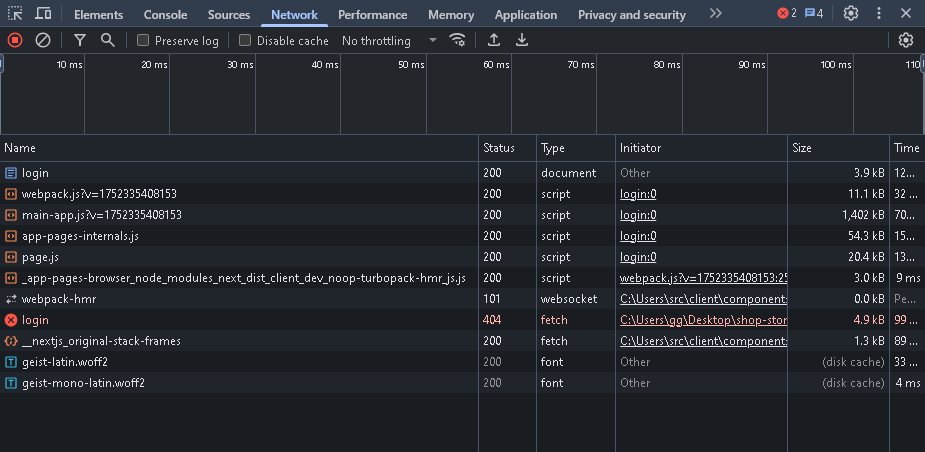 Elements Console Sources Network Performance Memory Application Privacy and security 2 4
Preserve log Disable cache No throttling
10 ms 20 ms 30 ms 40 ms 50 ms 60 ms 70 ms 80 ms 90 ms 100 ms 110
Name Status Type Initiator Size Time
login 200 document Other 3.9 kB 12...
webpack.js?v=1752335408153 200 script login:0 11.1 kB 32 ...
main-app.js?v=1752335408153 200 script login:0 1,402 kB 70...
app-pages-internals.js 200 script login:0 54.3 kB 15...
page.js 200 script login:0 20.4 kB 13...
_app-pages-browser_node_modules_next_dist_client_dev_noop-turbopack-hmr_js.js 200 script webpack.js?v=1752335408153:25 3.0 kB 9 ms
webpack-hmr 101 websocket C:\Users\src\client\components 0.0 kB Pe...
login 404 fetch C:\Users\gg\Desktop\shop-stor 4.9 kB 99 ...
__nextjs_original-stack-frames 200 fetch C:\Users\src\client\components 1.3 kB 89 ...
geist-latin.woff2 200 font Other (disk cache) 33 ...
geist-mono-latin.woff2 200 font Other (disk cache) 4 ms